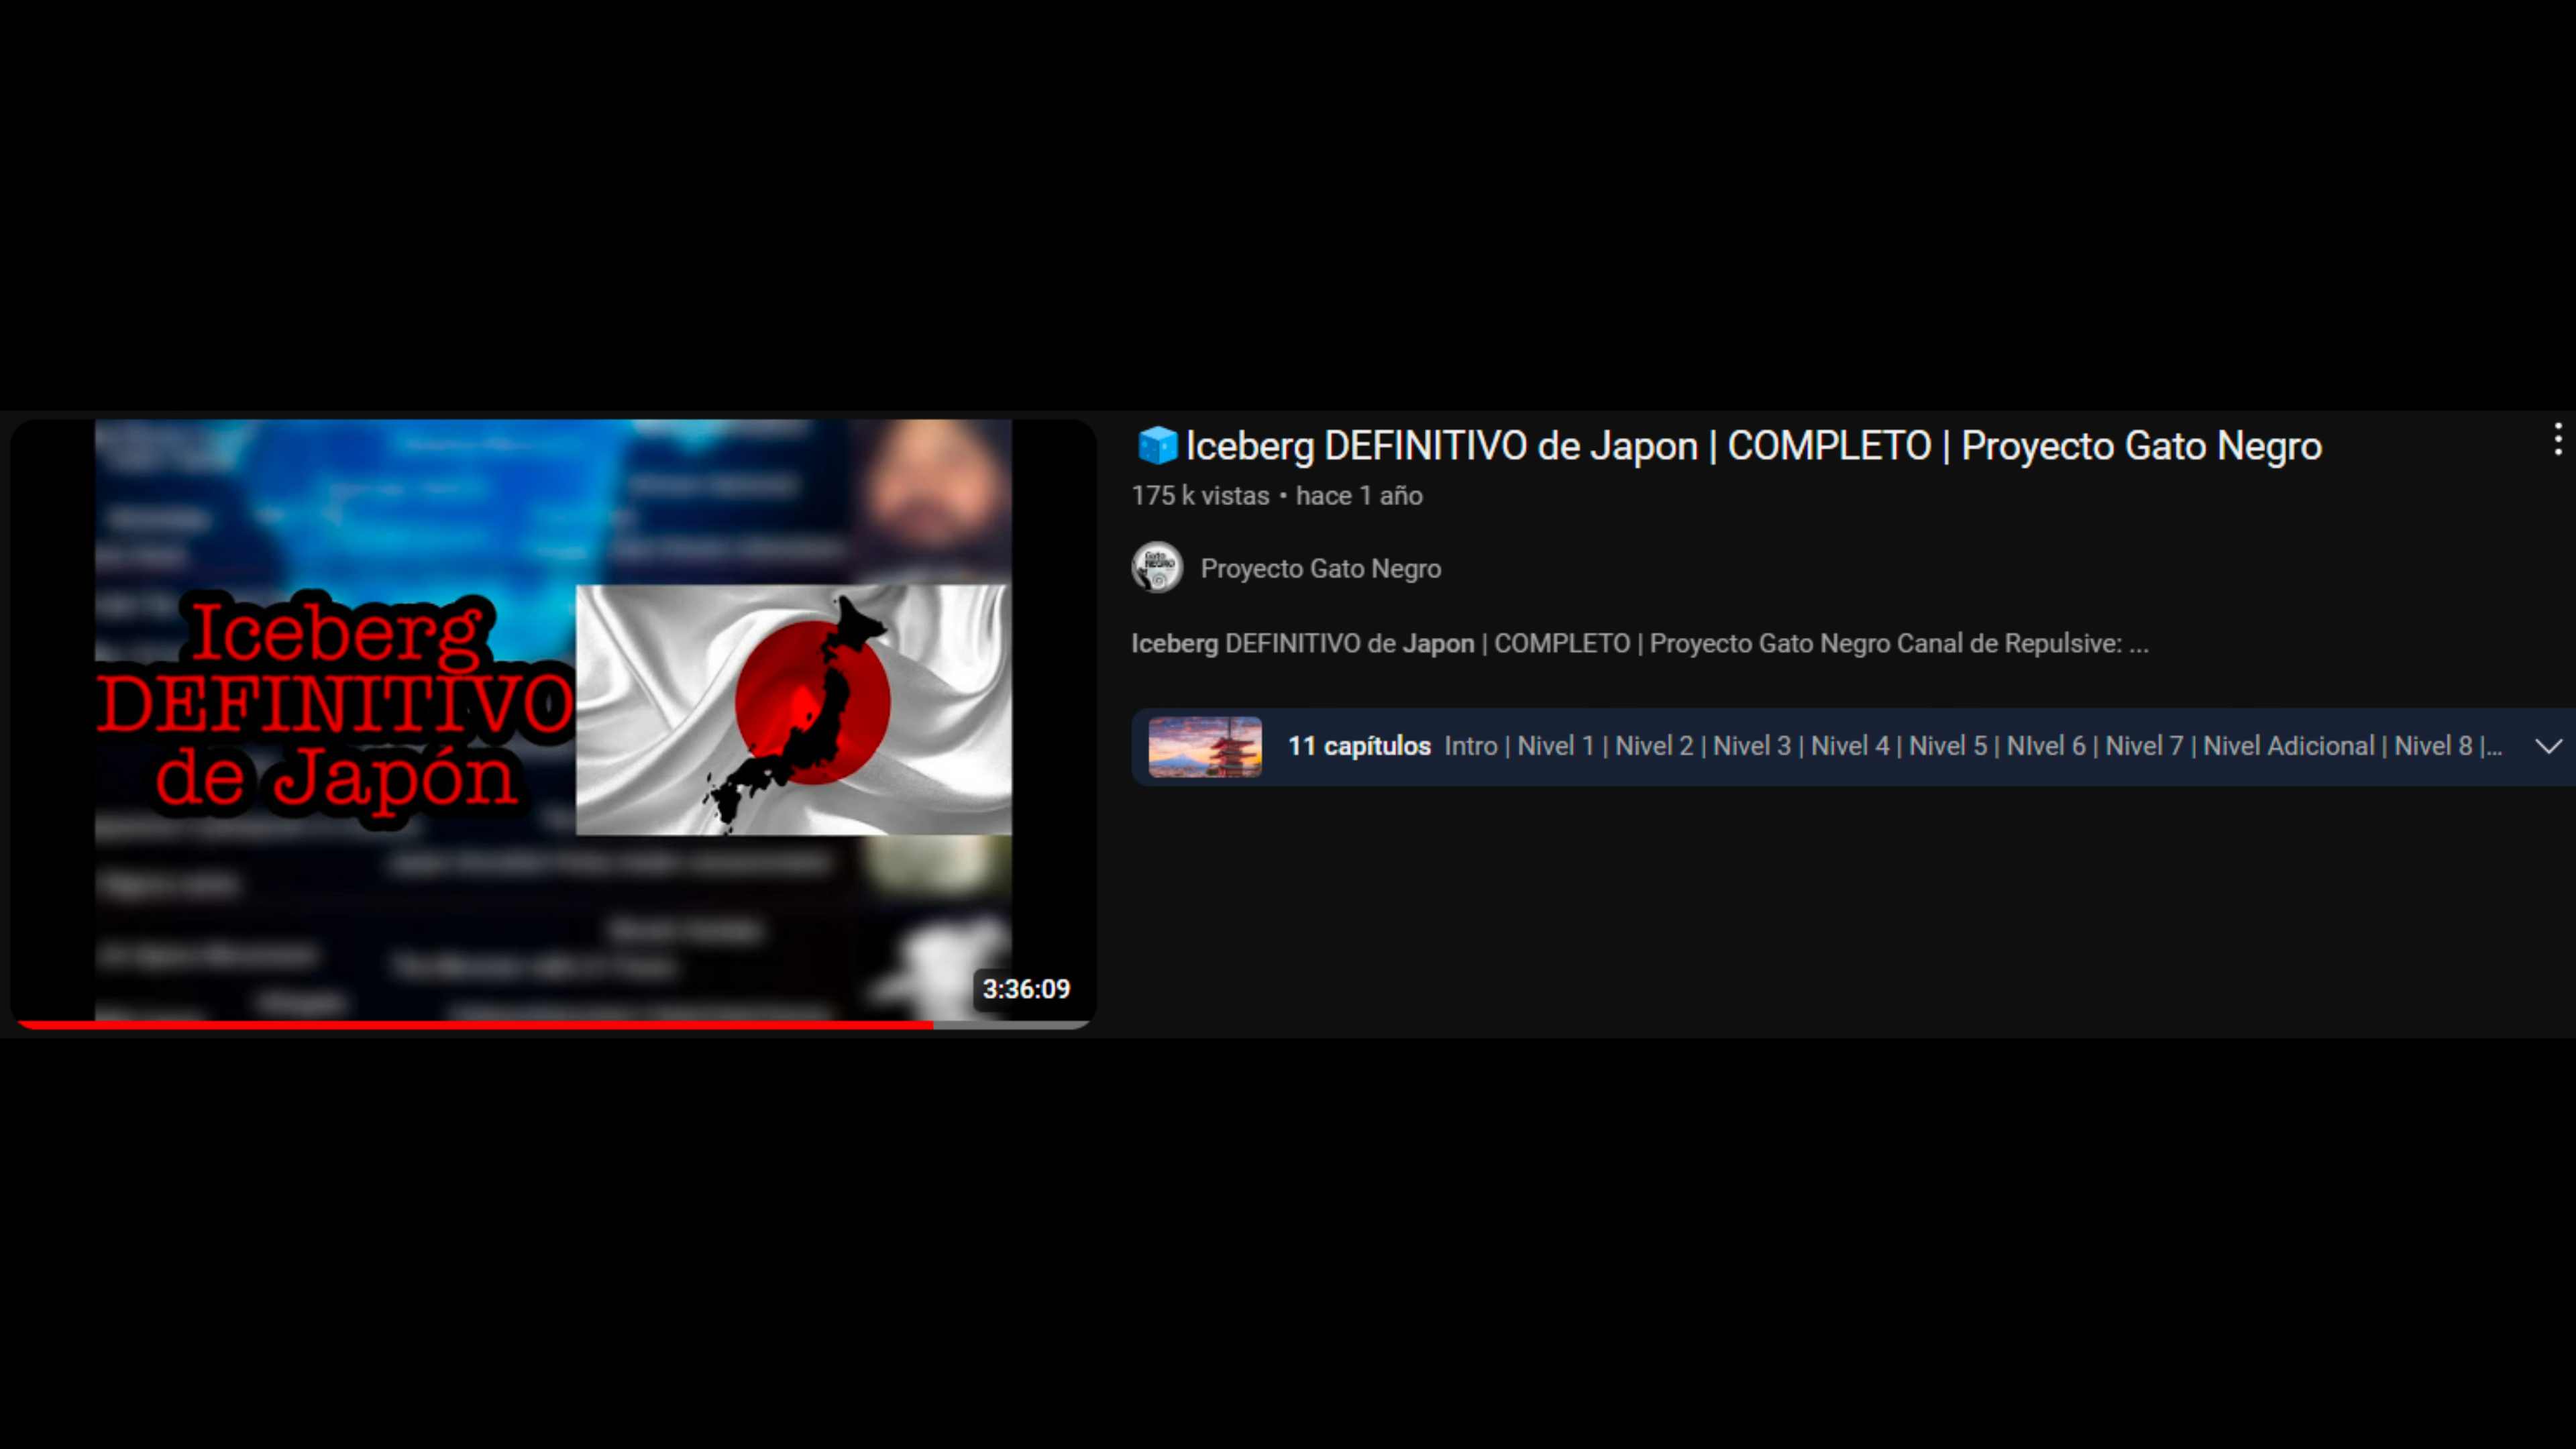 Iceberg
DEFINITIVO
de Japón
3:36:09
Iceberg DEFINITIVO de Japon | COMPLETO | Proyecto Gato Negro
175 k vistas • hace 1 año
Gato
NEGRO
Proyecto Gato Negro
Iceberg DEFINITIVO de Japon | COMPLETO | Proyecto Gato Negro Canal de Repulsive: ...
11 capítulos Intro | Nivel 1 | Nivel 2 | Nivel 3 | Nivel 4 | Nivel 5 | NIvel 6 | Nivel 7 | Nivel Adicional | Nivel 8 |...